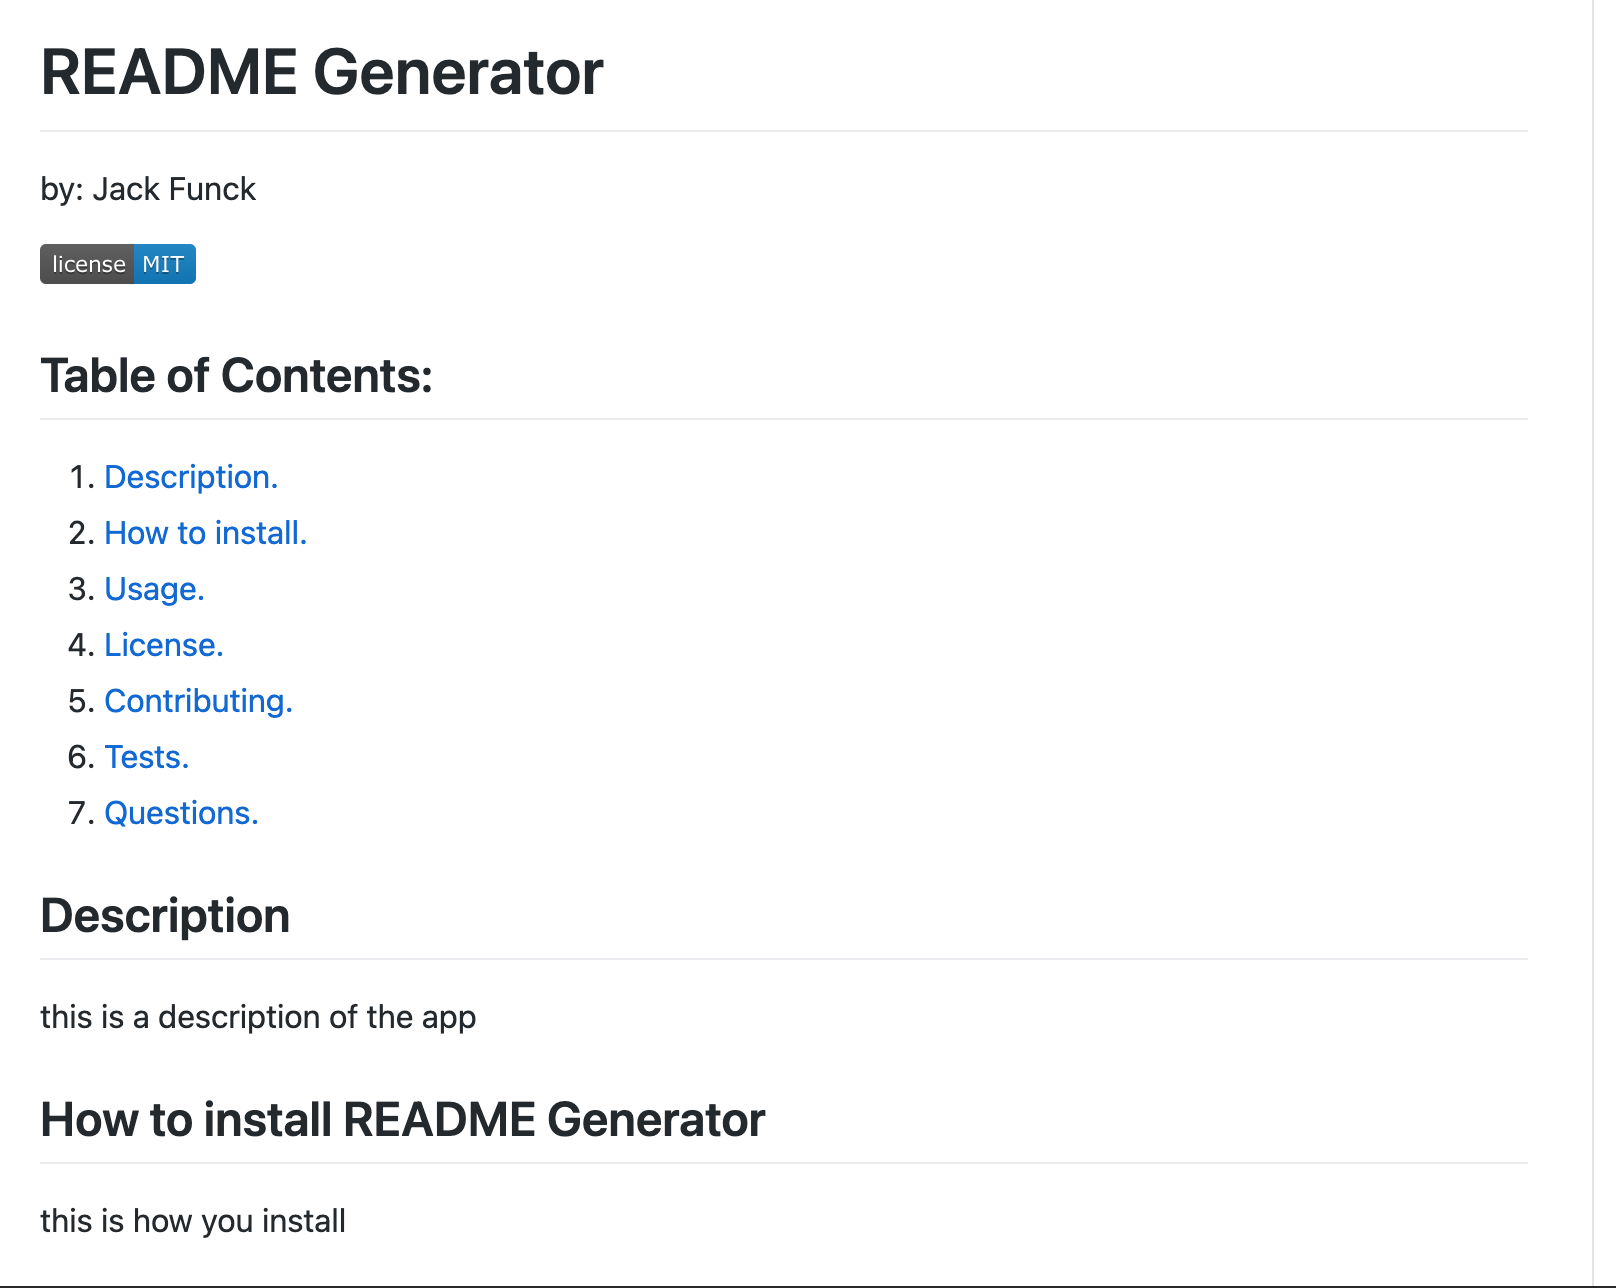 README Generator
by: Jack Funck
license MIT
Table of Contents:
1. Description.
2. How to install.
3. Usage.
4. License.
5. Contributing.
6. Tests.
7. Questions.
Description
this is a description of the app
How to install README Generator
this is how you install